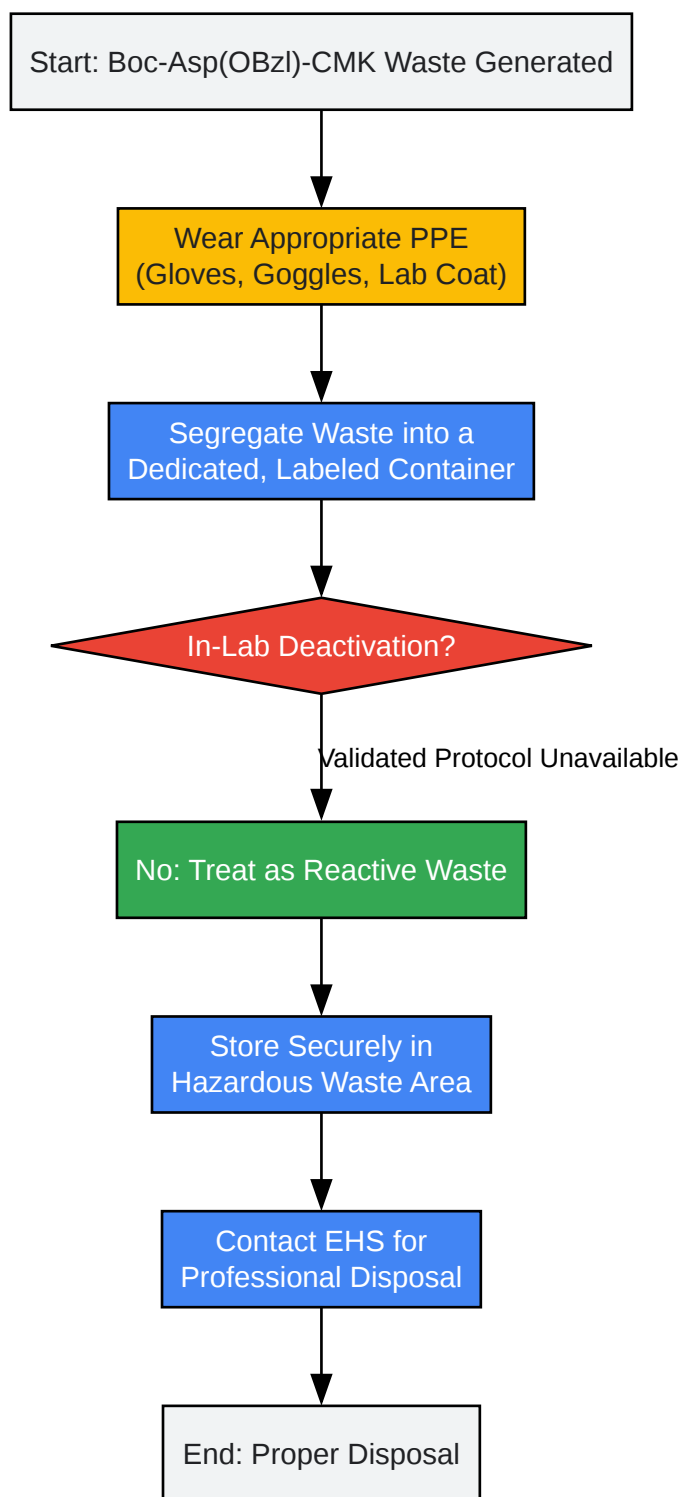 Start: Boc-Asp(OBzl)-CMK Waste Generated
Wear Appropriate PPE
(Gloves, Goggles, Lab Coat)
Segregate Waste into a
Dedicated, Labeled Container
In-Lab Deactivation?
Validated Protocol Unavailable
No: Treat as Reactive Waste
Store Securely in
Hazardous Waste Area
Contact EHS for
Professional Disposal
End: Proper Disposal